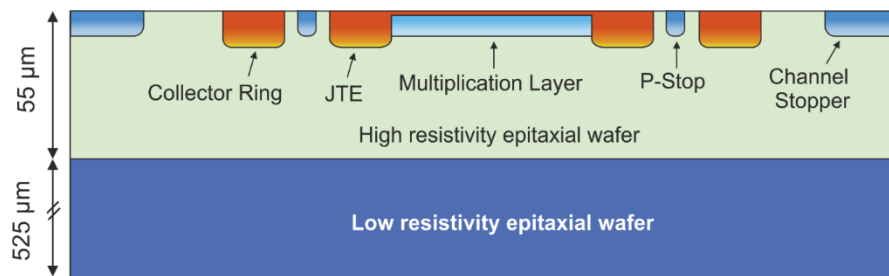 55 μm
Collector Ring
JTE
Multiplication Layer
P-Stop
Channel
Stopper
High resistivity epitaxial wafer
525 μm
Low resistivity epitaxial wafer